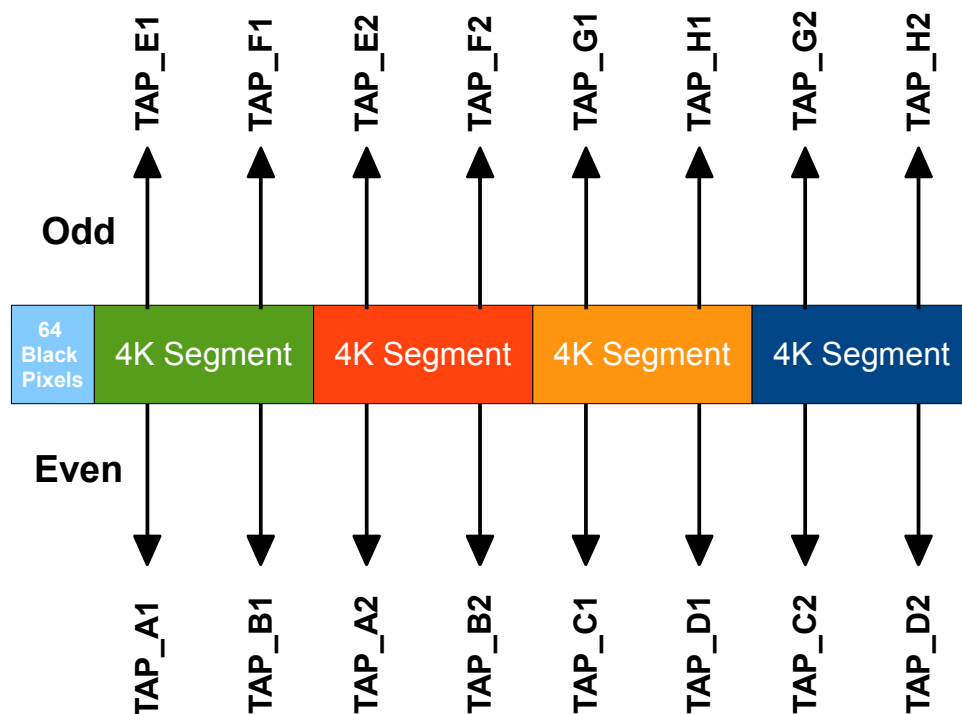 TAP_E1
TAP_F1
TAP_E2
TAP_F2
TAP_G1
TAP_H1
TAP_G2
TAP_H2
Odd
64
Black
Pixels
4K Segment
4K Segment
4K Segment
4K Segment
Even
TAP_A1
TAP_B1
TAP_A2
TAP_B2
TAP_C1
TAP_D1
TAP_C2
TAP_D2